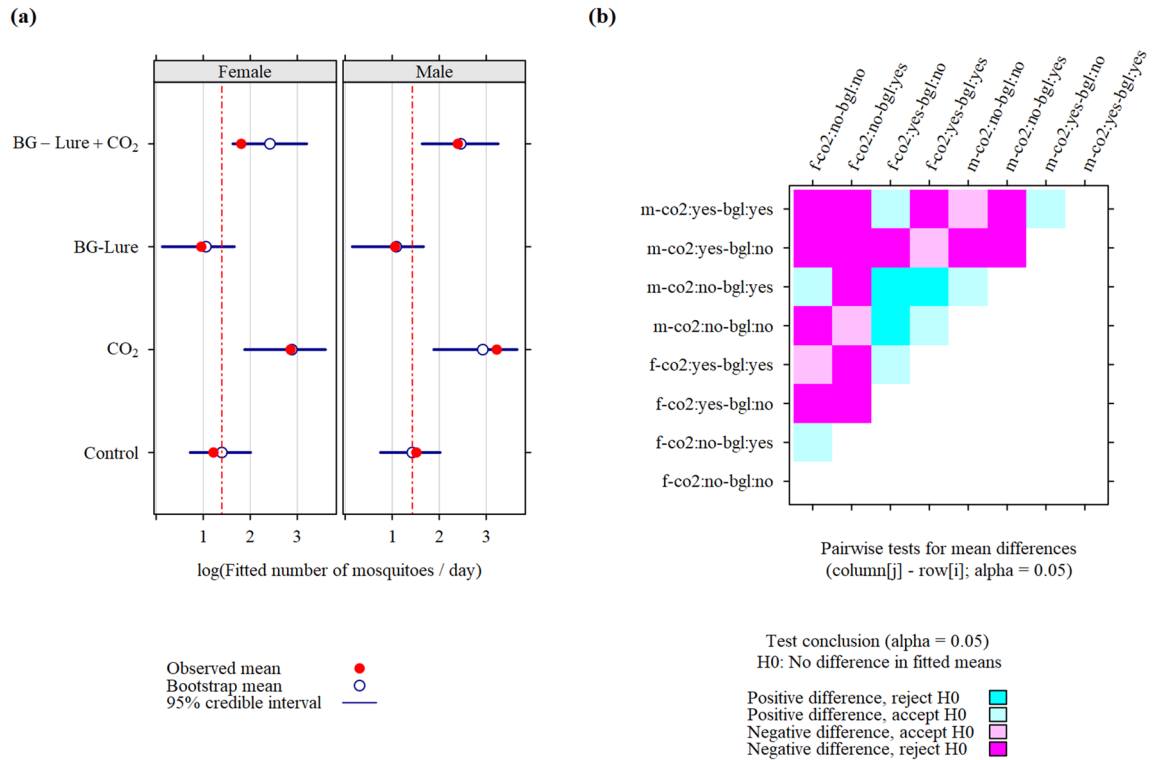 (a)
Female
Male
BG – Lure + CO2
BG-Lure
CO2
Control
1
2
3
1
2
3
log(Fitted number of mosquitoes / day)
Observed mean
Bootstrap mean
95% credible interval
(b)
f-co2:no-bgl:no
f-co2:no-bgl:yes
f-co2:yes-bgl:no
f-co2:yes-bgl:yes
m-co2:no-bgl:no
m-co2:no-bgl:yes
m-co2:yes-bgl:no
m-co2:yes-bgl:yes
m-co2:yes-bgl:yes
m-co2:yes-bgl:no
m-co2:no-bgl:yes
m-co2:no-bgl:no
f-co2:yes-bgl:yes
f-co2:yes-bgl:no
f-co2:no-bgl:yes
f-co2:no-bgl:no
Pairwise tests for mean differences
(column[j] - row[i]; alpha = 0.05)
Test conclusion (alpha = 0.05)
H0: No difference in fitted means
Positive difference, reject H0
Positive difference, accept H0
Negative difference, accept H0
Negative difference, reject H0